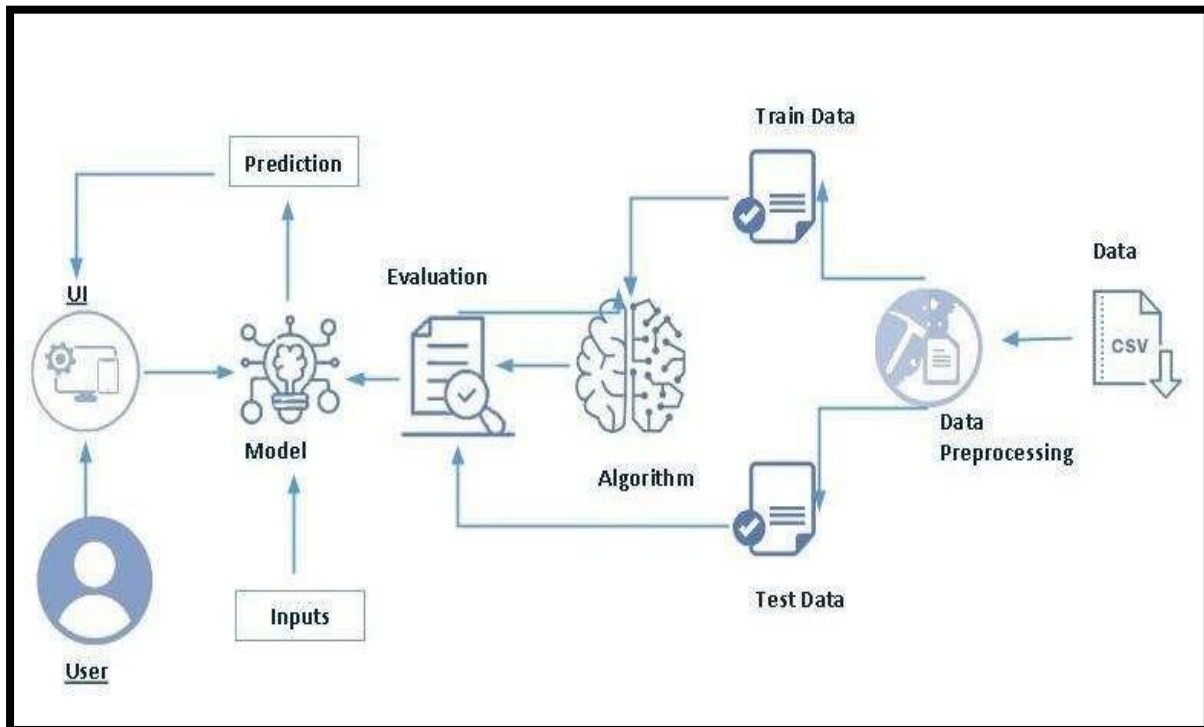 Train Data
Prediction
Data
Evaluation
UI
CSV
Model
Data
Preprocessing
Algorithm
Test Data
Inputs
User